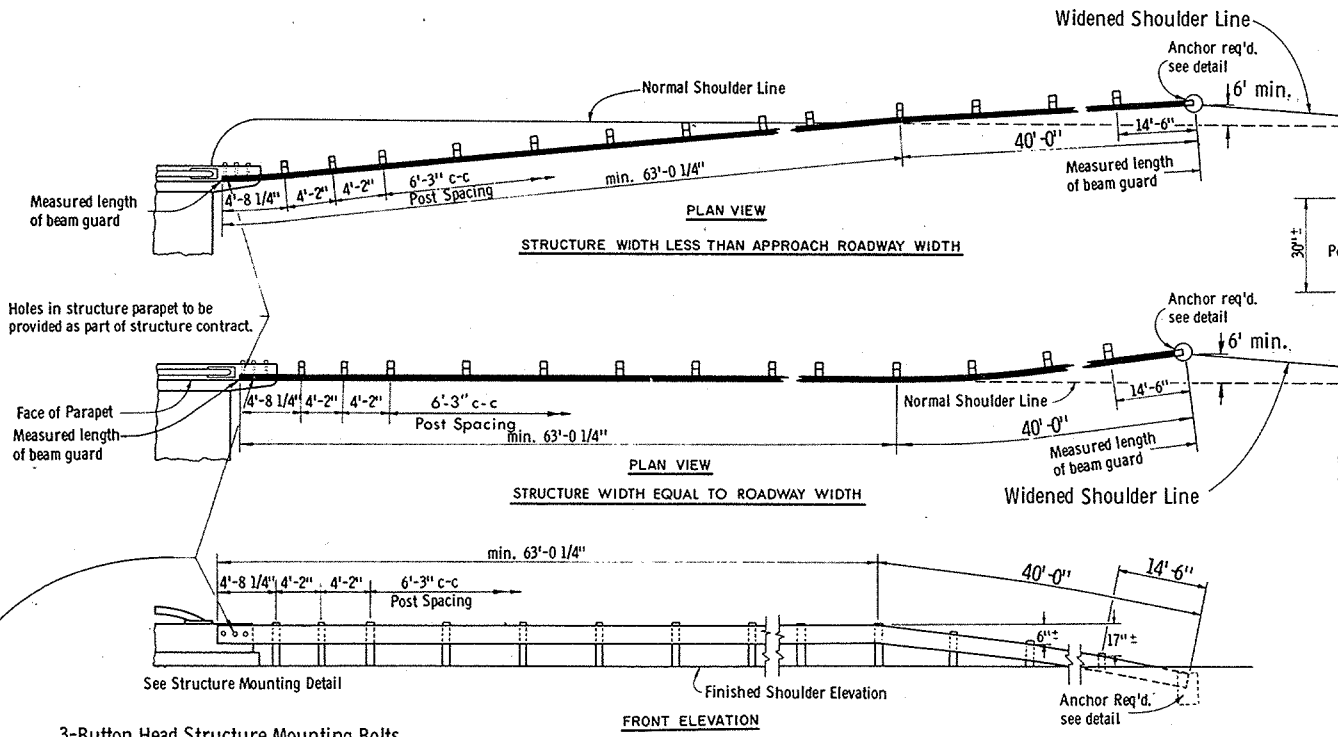 Widened Shoulder Line
Anchor req'd.
see detail
6' min.
Normal Shoulder Line
14'-6"
40'-0"
Measured length
of beam guard
Measured length
of beam guard
4'-8 1/4"
4'-2"
4'-2"
6'-3" c-c
Post Spacing
min. 63'-0 1/4"
PLAN VIEW
STRUCTURE WIDTH LESS THAN APPROACH ROADWAY WIDTH
30"±
Holes in structure parapet to be
provided as part of structure contract.
Anchor req'd.
see detail
6' min.
Face of Parapet
Measured length
of beam guard
4'-8 1/4"
4'-2"
4'-2"
6'-3" c-c
Post Spacing
min. 63'-0 1/4"
Normal Shoulder Line
14'-6"
40'-0"
Measured length
of beam guard
PLAN VIEW
STRUCTURE WIDTH EQUAL TO ROADWAY WIDTH
Widened Shoulder Line
min. 63'-0 1/4"
4'-8 1/4"
4'-2"
4'-2"
6'-3" c-c
Post Spacing
40'-0"
14'-6"
6"±
17"±
See Structure Mounting Detail
Finished Shoulder Elevation
Anchor Req'd.
see detail
FRONT ELEVATION
3-Button Head Structure Mounting Bolts